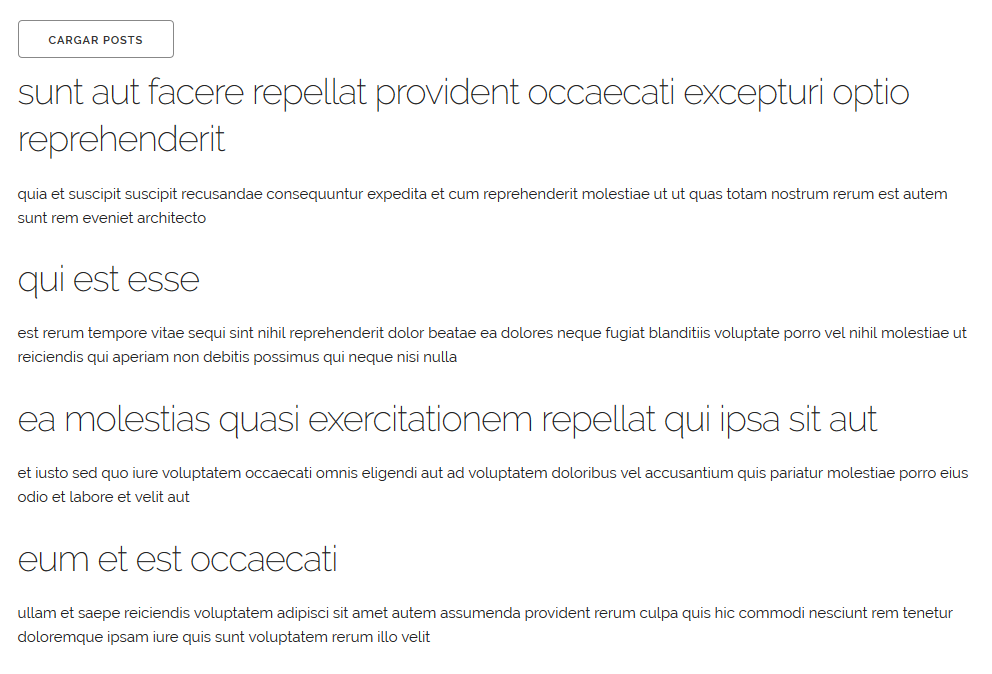 CARGAR POSTS
sunt aut facere repellat provident occaecati excepturi optio
reprehenderit
quia et suscipit suscipit recusandae consequuntur expedita et cum reprehenderit molestiae ut ut quas totam nostrum rerum est autem
sunt rem eveniet architecto
qui est esse
est rerum tempore vitae sequi sint nihil reprehenderit dolor beatae ea dolores neque fugiat blanditiis voluptate porro vel nihil molestiae ut
reiciendis qui aperiam non debitis possimus qui neque nisi nulla
ea molestias quasi exercitationem repellat qui ipsa sit aut
et iusto sed quo iure voluptatem occaecati omnis eligendi aut ad voluptatem doloribus vel accusantium quis pariatur molestiae porro eius
odio et labore et velit aut
eum et est occaecati
ullam et saepe reiciendis voluptatem adipisci sit amet autem assumenda provident rerum culpa quis hic commodi nesciunt rem tenetur
doloremque ipsam iure quis sunt voluptatem rerum illo velit